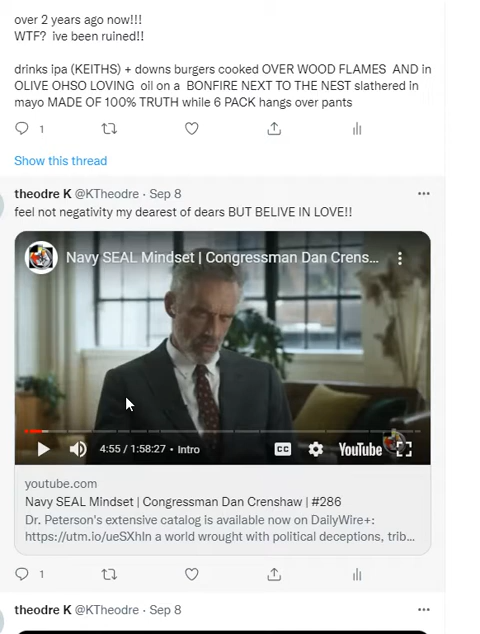 over 2 years ago now!!!
WTF? ive been ruined!!
drinks ipa (KEITHS) + downs burgers cooked OVER WOOD FLAMES AND in
OLIVE OHSO LOVING oil on a BONFIRE NEXT TO THE NEST slathered in
mayo MADE OF 100% TRUTH while 6 PACK hangs over pants
1
Show this thread
theodre K @KTheodre · Sep 8
feel not negativity my dearest of dears BUT BELIVE IN LOVE!!
Navy SEAL Mindset | Congressman Dan Crens...
4:55 / 1:58:27 • Intro
CC
YouTube
youtube.com
Navy SEAL Mindset | Congressman Dan Crenshaw | #286
Dr. Peterson's extensive catalog is available now on DailyWire+:
https://utm.io/ueSXhIn a world wrought with political deceptions, trib...
1
theodre K @KTheodre · Sep 8